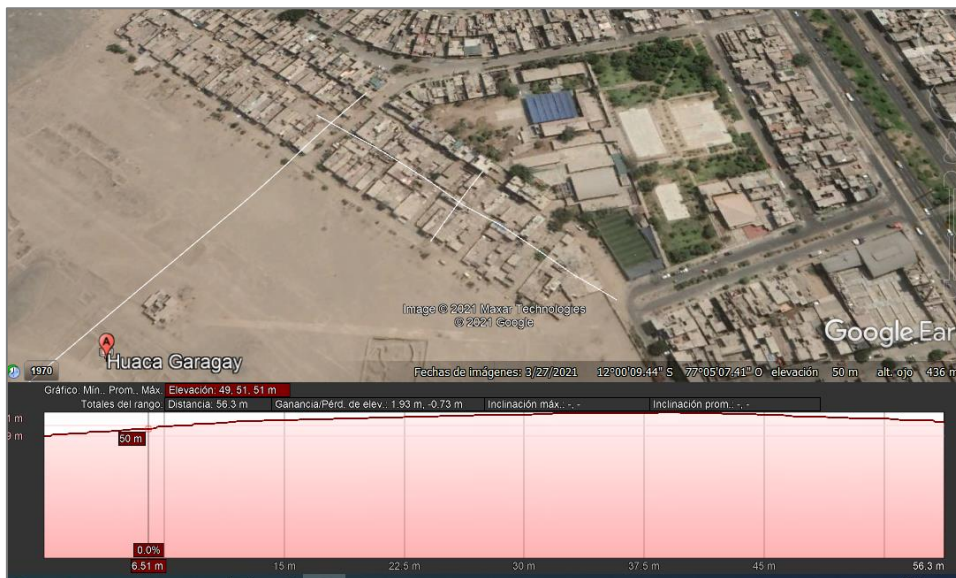 A
Huaca Garagay
Image © 2021 Maxar Technologies
© 2021 Google
Google Ear
1970
Fechas de imágenes: 3/27/2021 12°00'09.44" S 77°05'07.41" O elevación 50 m alt. ojo 436 m
Gráfico: Mín., Prom., Máx. Elevación: 49, 51, 51 m
Totales del rango: Distancia: 56.3 m Ganancia/Pérd. de elev.: 1.93 m, -0.73 m Inclinación máx.: -, - Inclinación prom.: -, -
1 m
9 m
50 m
0.0%
6.51 m 15 m 22.5 m 30 m 37.5 m 45 m 56.3 m